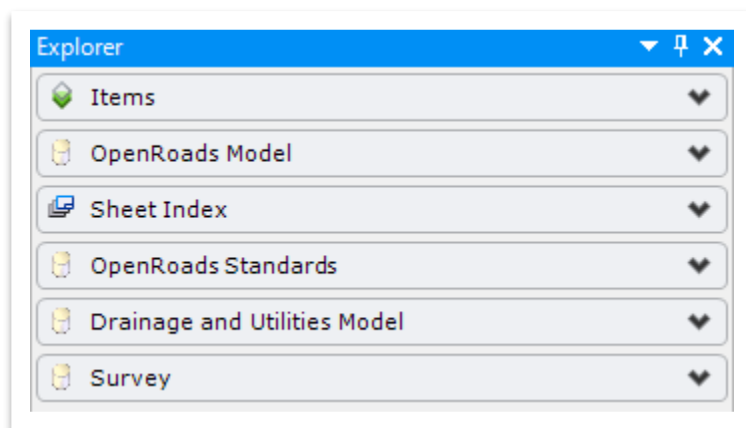 Explorer
Items
OpenRoads Model
Sheet Index
OpenRoads Standards
Drainage and Utilities Model
Survey